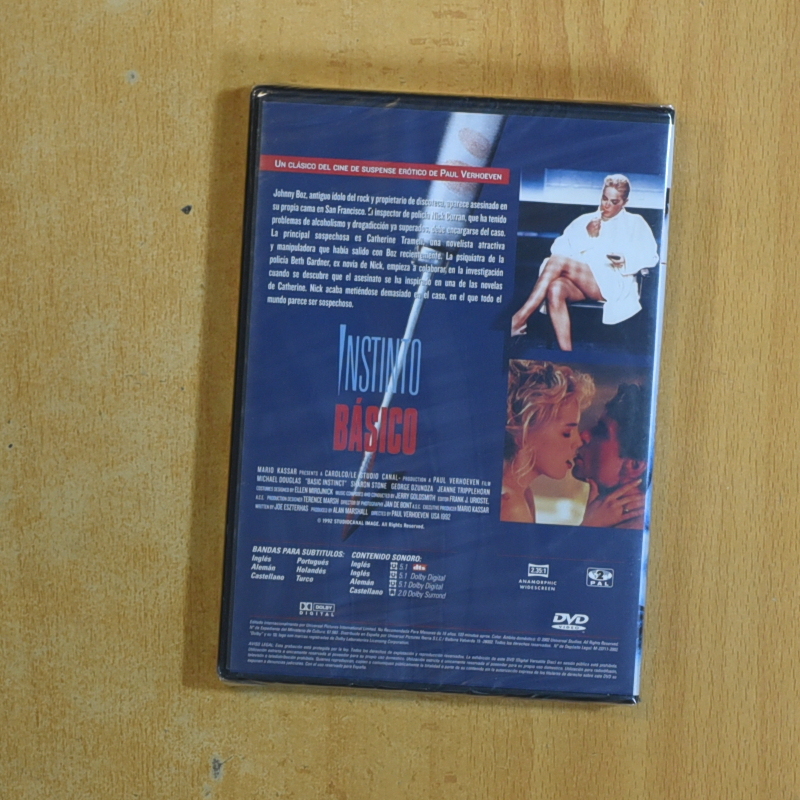 UN CLÁSICO DEL CINE DE SUSPENSE ERÓTICO DE PAUL VERHOEVEN
Johnny Boz, antiguo ídolo del rock y propietario de discoteca, aparece asesinado en
su propia cama en San Francisco. El inspector de policía Nick Curran, que ha tenido
problemas de alcoholismo y drogadicción ya superados, debe encargarse del caso.
La principal sospechosa es Catherine Tramell, una novelista atractiva
y manipuladora que había salido con Boz recientemente. La psiquiatra de la
policía Beth Gardner, ex novia de Nick, empieza a colaborar en la investigación
cuando se descubre que el asesinato se ha inspirado en una de las novelas
de Catherine. Nick acaba metiéndose demasiado en el caso, en el que todo el
mundo parece ser sospechoso.
INSTINTO
BÁSICO
MARIO KASSAR PRESENTS A CAROLCO/LE STUDIO CANAL+ PRODUCTION A PAUL VERHOEVEN FILM
MICHAEL DOUGLAS "BASIC INSTINCT" SHARON STONE GEORGE DZUNDZA JEANNE TRIPPLEHORN
COSTUMES DESIGNED BY ELLEN MIROJNICK MUSIC COMPOSED AND CONDUCTED BY JERRY GOLDSMITH EDITOR FRANK J. URIOSTE,
A.C.E. PRODUCTION DESIGNER TERENCE MARSH DIRECTOR OF PHOTOGRAPHY JAN DE BONT A.S.C. EXECUTIVE PRODUCER MARIO KASSAR
WRITTEN BY JOE ESZTERHAS PRODUCED BY ALAN MARSHALL DIRECTED BY PAUL VERHOEVEN USA 1992
© 1992 STUDIOCANAL IMAGE. All Rights Reserved.
BANDAS PARA SUBTITULOS:
Inglés Portugués
Alemán Holandés
Castellano Turco
CONTENIDO SONORO:
Inglés 5.1 dts
Inglés 5.1 Dolby Digital
Alemán 5.1 Dolby Digital
Castellano 2.0 Dolby Surround
2.35:1
ANAMORPHIC
WIDESCREEN
2
PAL
DOLBY
DIGITAL
DVD
VIDEO